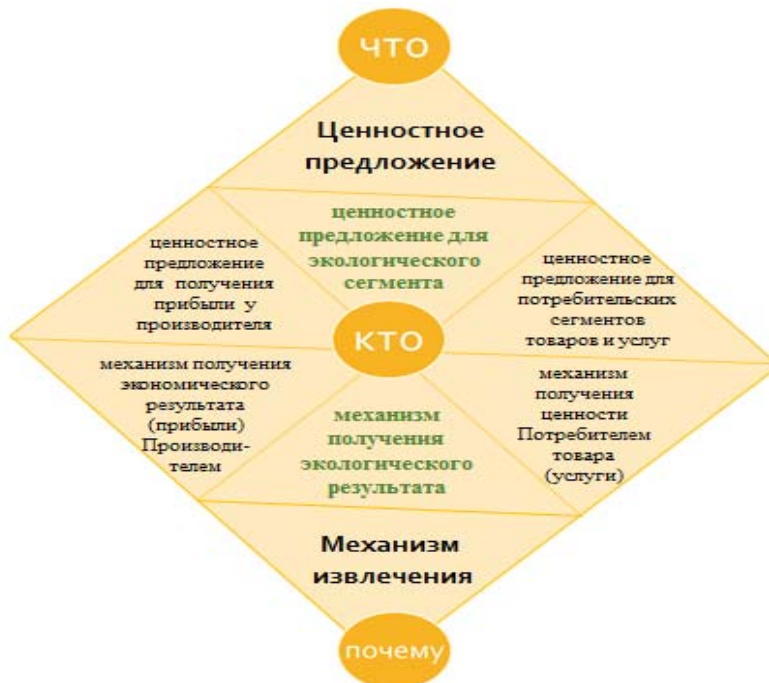 ЧТО
Ценностное
предложение
ценностное
предложение для
экологического
сегмента
ценностное
предложение
для получения
прибыли у
производителя
ценностное
предложение для
потребительских
сегментов
товаров и услуг
КТО
механизм получения
экономического
результата
(прибыли)
Производи-
телем
механизм
получения
экологического
результата
механизм
получения
ценности
Потребителем
товара
(услуги)
Механизм
извлечения
почему